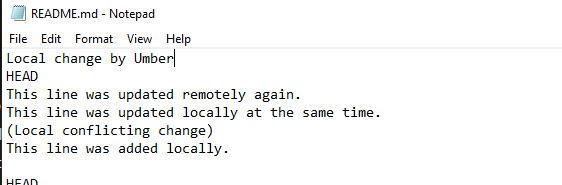 README.md - Notepad
File Edit Format View Help
Local change by Umber
HEAD
This line was updated remotely again.
This line was updated locally at the same time.
(Local conflicting change)
This line was added locally.
HEAD